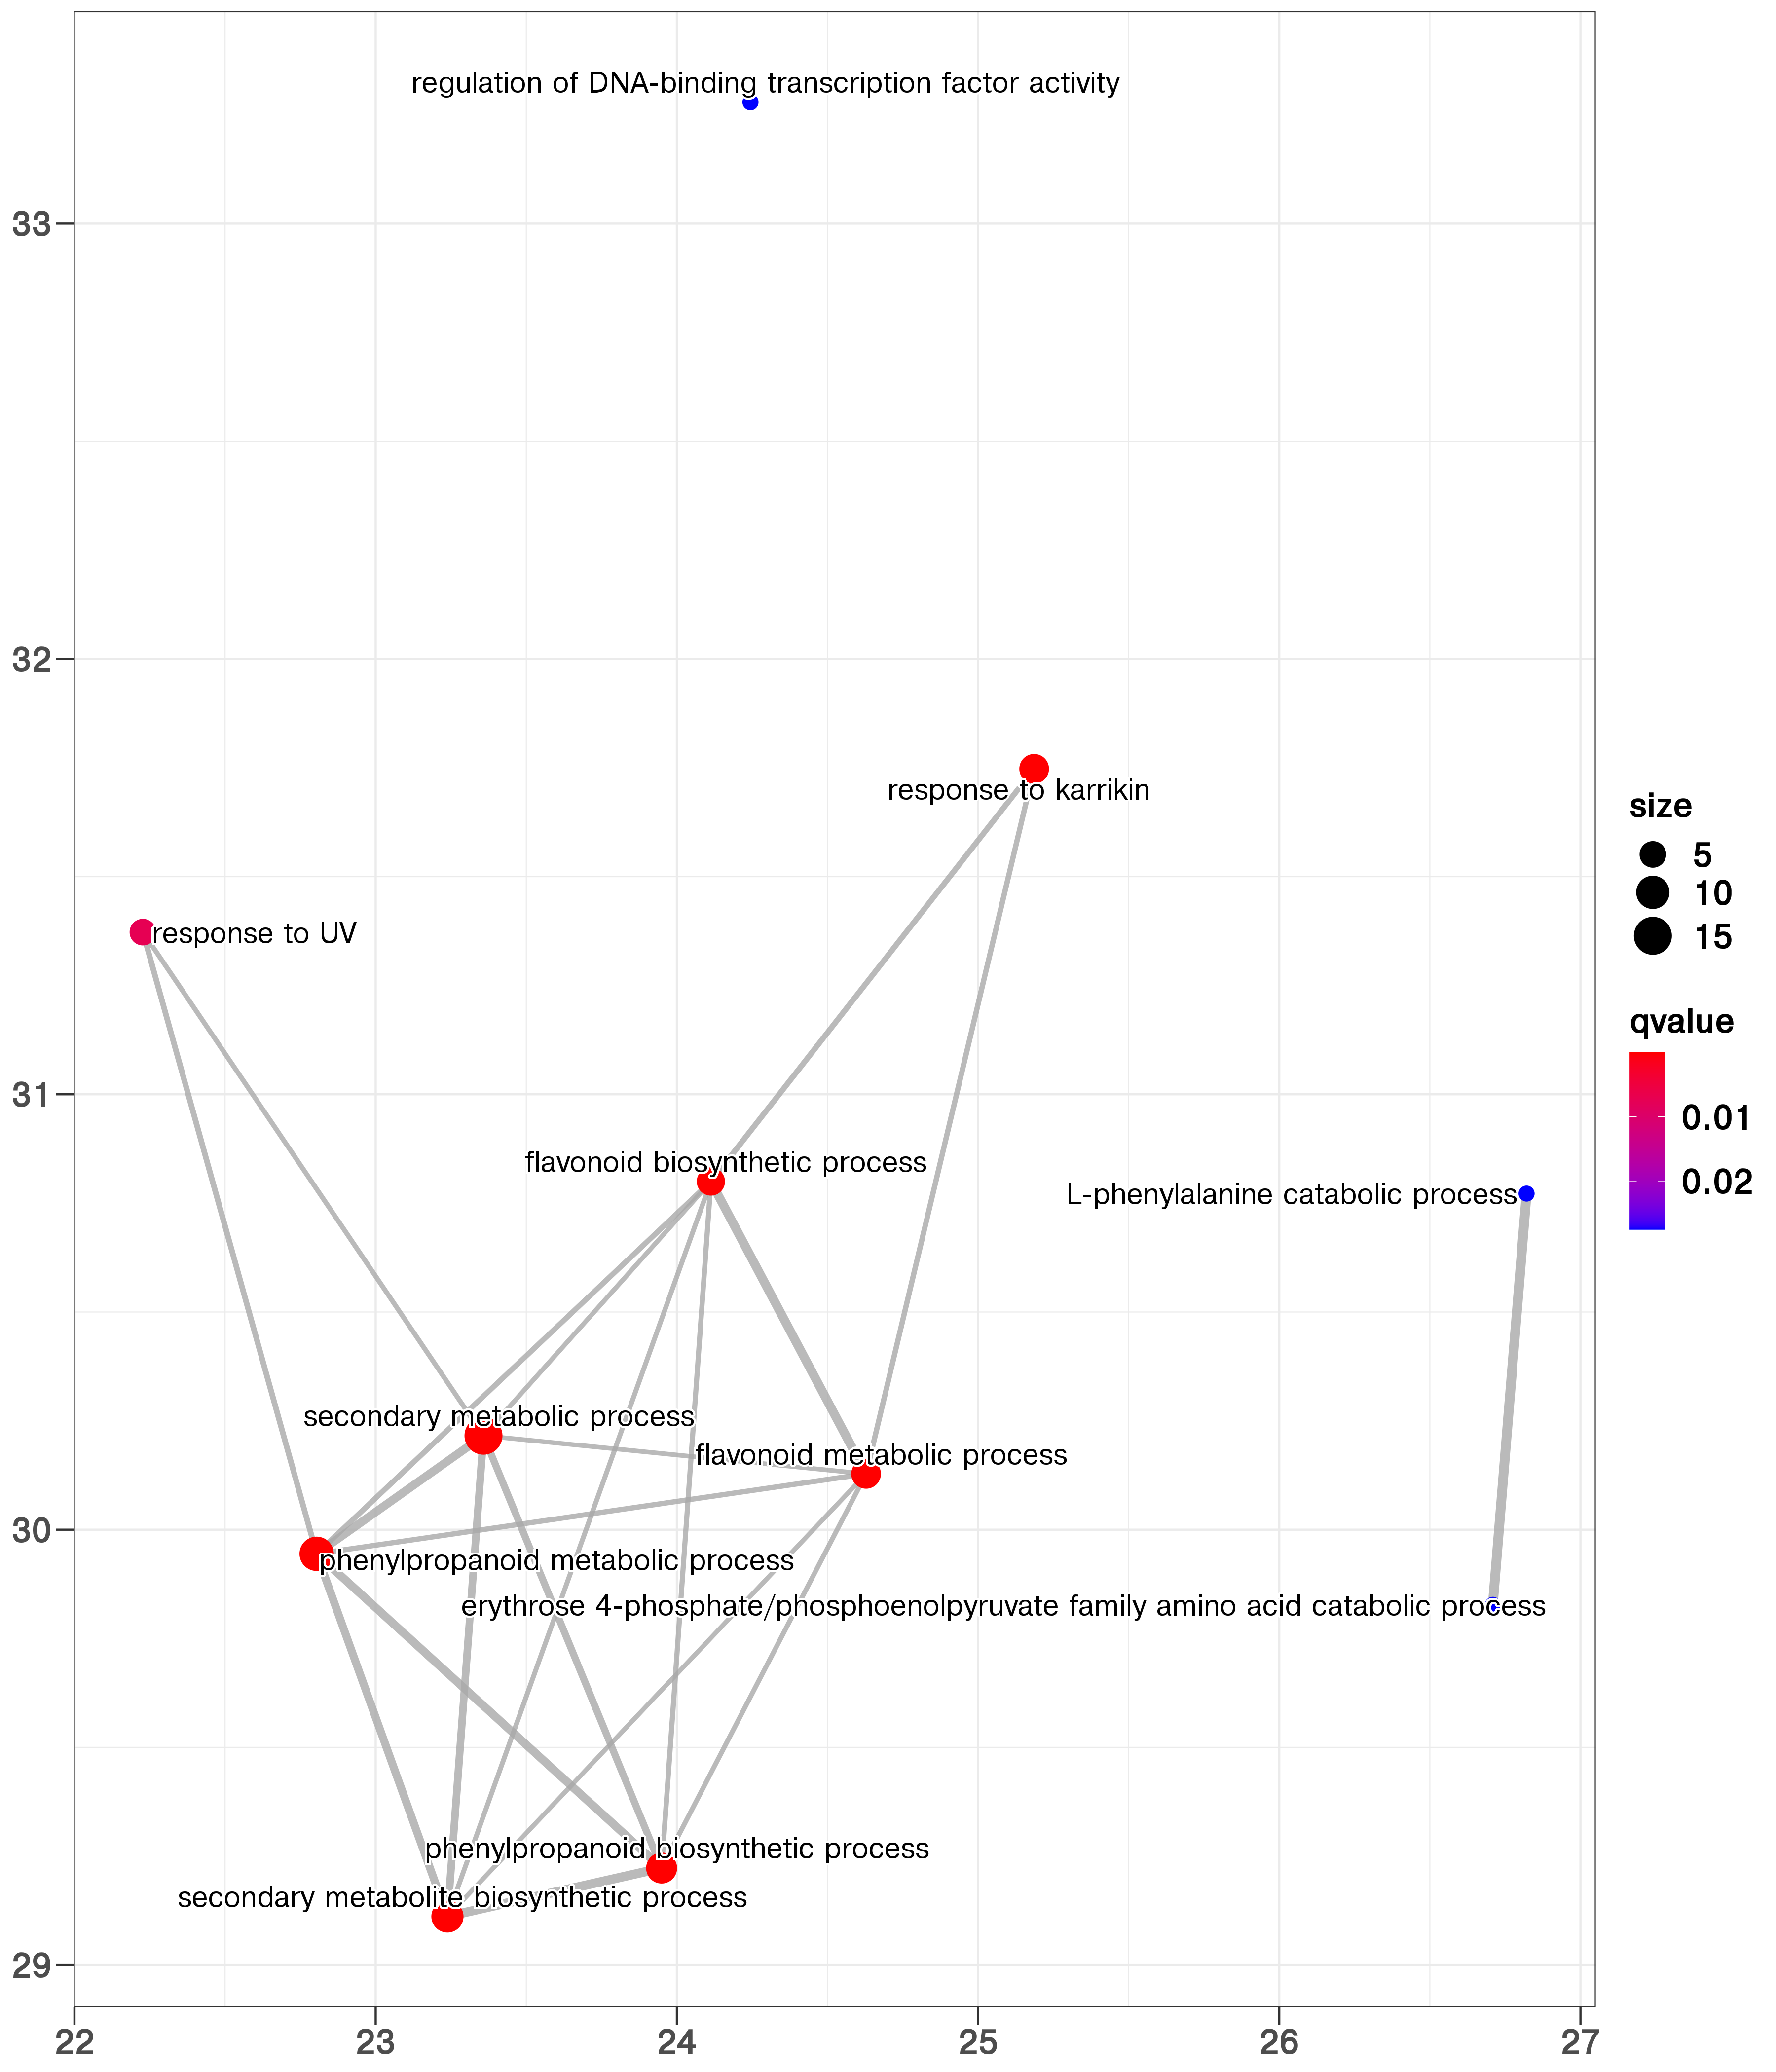 regulation of DNA-binding transcription factor activity
33
32
response to karrikin
size
5
10
15
response to UV
qvalue
0.01
0.02
31
flavonoid biosynthetic process
L-phenylalanine catabolic process
secondary metabolic process
flavonoid metabolic process
30
phenylpropanoid metabolic process
erythrose 4-phosphate/phosphoenolpyruvate family amino acid catabolic process
phenylpropanoid biosynthetic process
secondary metabolite biosynthetic process
29
22 23 24 25 26 27